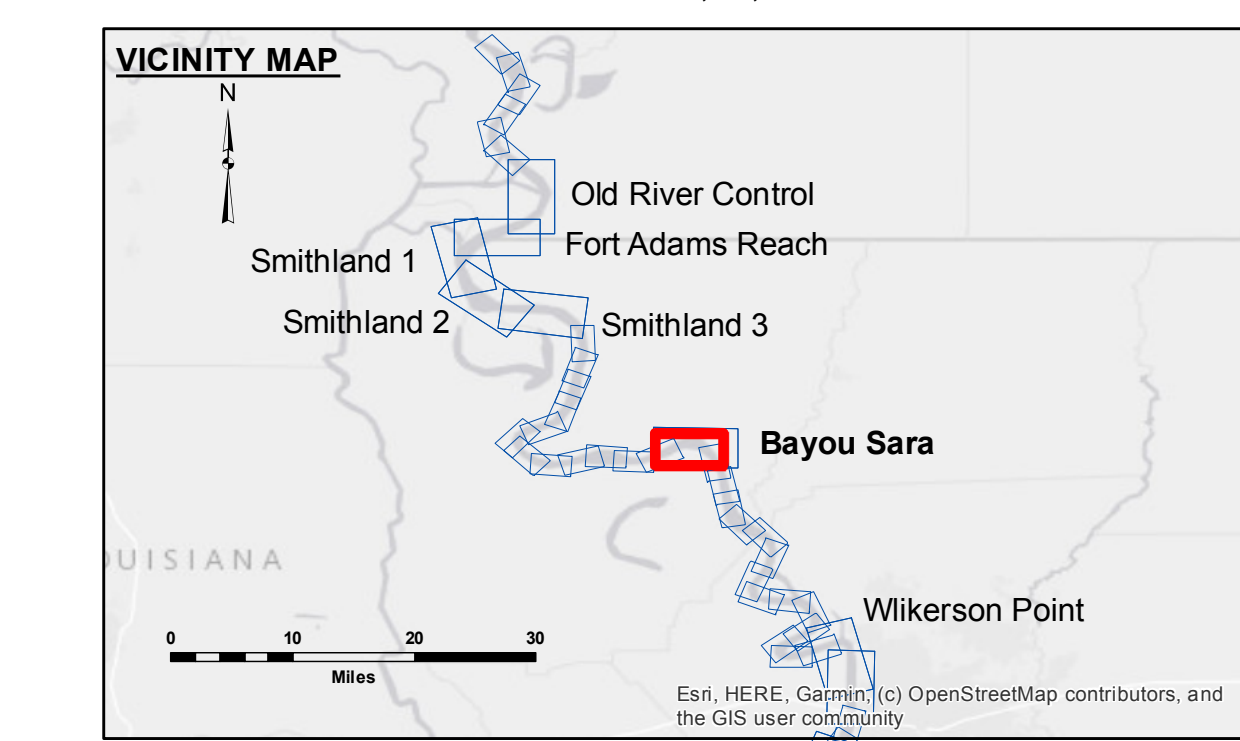 VICINITY MAP
N
Old River Control
Fort Adams Reach
Smithland 1
Smithland 2
Smithland 3
Bayou Sara
OUISIANA
Wlikerson Point
0 10 20 30
Miles
Esri, HERE, Garmin, (c) OpenStreetMap contributors, and
the GIS user community